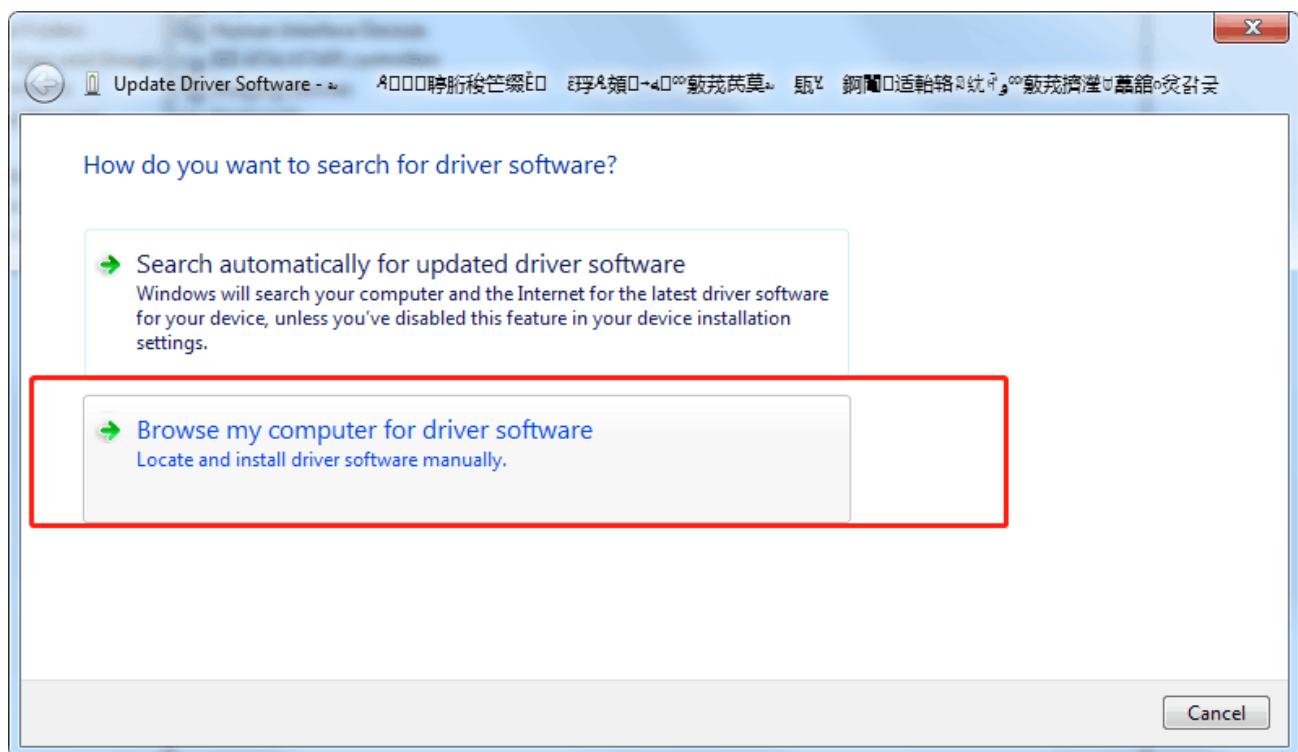 Update Driver Software -
How do you want to search for driver software?
Search automatically for updated driver software
Windows will search your computer and the Internet for the latest driver software
for your device, unless you've disabled this feature in your device installation
settings.
Browse my computer for driver software
Locate and install driver software manually.
Cancel